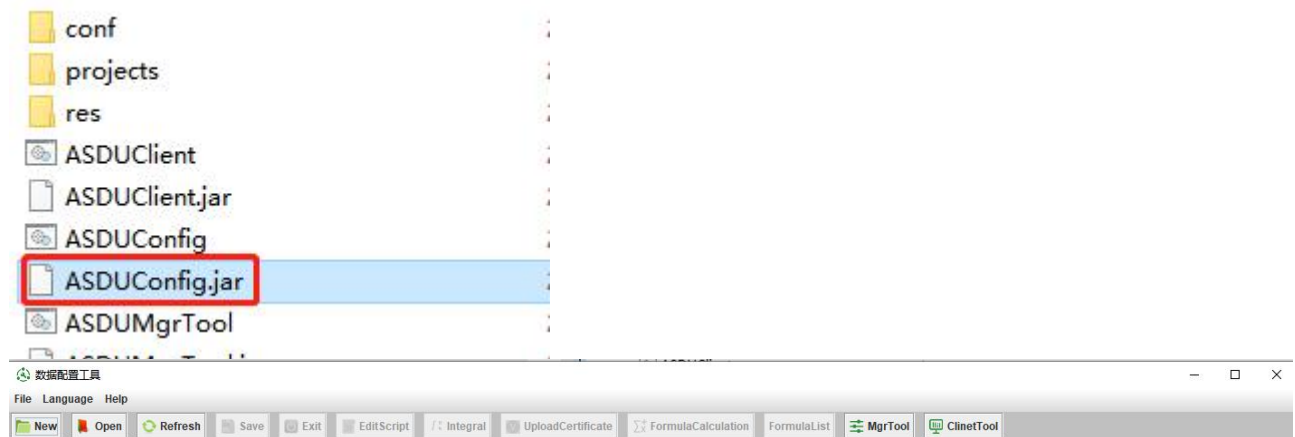 conf
projects
res
ASDUClient
ASDUClient.jar
ASDUConfig
ASDUConfig.jar
ASDUMgrTool
数据配置工具
File Language Help
New Open Refresh Save Exit EditScript Integral UploadCertificate FormulaCalculation FormulaList MgrTool ClinetTool